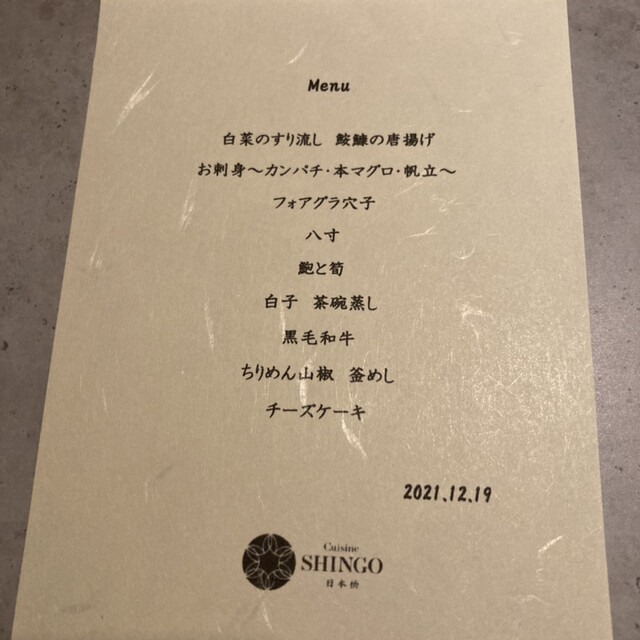 Menu
白菜のすり流し 鮟鱇の唐揚げ
お刺身～カンパチ・本マグロ・帆立～
フォアグラ穴子
八寸
鮑と筍
白子 茶碗蒸し
黒毛和牛
ちりめん山椒 釜めし
チーズケーキ
2021.12.19
Cuisine
SHINGO
日本橋